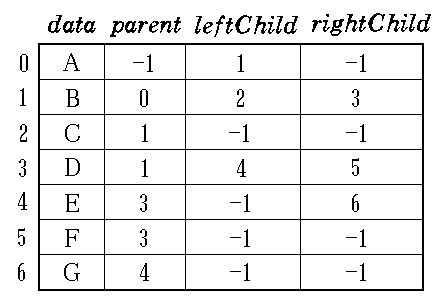 data parent leftChild rightChild
0 A -1 1 -1
1 B 0 2 3
2 C 1 -1 -1
3 D 1 4 5
4 E 3 -1 6
5 F 3 -1 -1
6 G 4 -1 -1